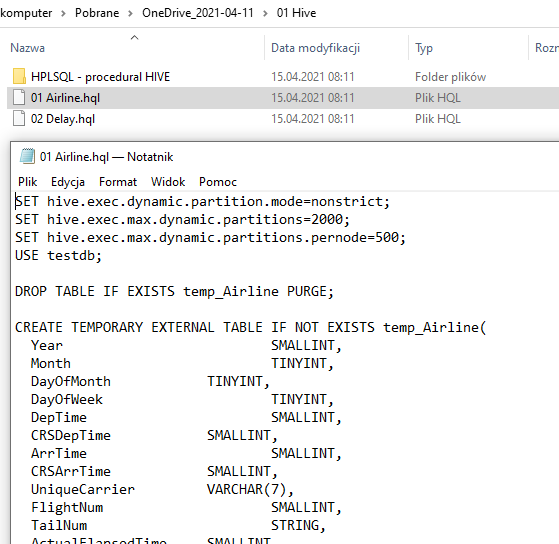 komputer > Pobrane > OneDrive_2021-04-11 > 01 Hive
Nazwa Data modyfikacji Typ Rozm
HPLSQL - procedural HIVE 15.04.2021 08:11 Folder plików
01 Airline.hql 15.04.2021 08:11 Plik HQL
02 Delay.hql 15.04.2021 08:11 Plik HQL
01 Airline.hql — Notatnik
Plik Edycja Format Widok Pomoc
SET hive.exec.dynamic.partition.mode=nonstrict;
SET hive.exec.max.dynamic.partitions=2000;
SET hive.exec.max.dynamic.partitions.pernode=500;
USE testdb;
DROP TABLE IF EXISTS temp_Airline PURGE;
CREATE TEMPORARY EXTERNAL TABLE IF NOT EXISTS temp_Airline(
Year SMALLINT,
Month TINYINT,
DayOfMonth TINYINT,
DayOfWeek TINYINT,
DepTime SMALLINT,
CRSDepTime SMALLINT,
ArrTime SMALLINT,
CRSArrTime SMALLINT,
UniqueCarrier VARCHAR(7),
FlightNum SMALLINT,
TailNum STRING,
ActualElapsedTime SMALLINT